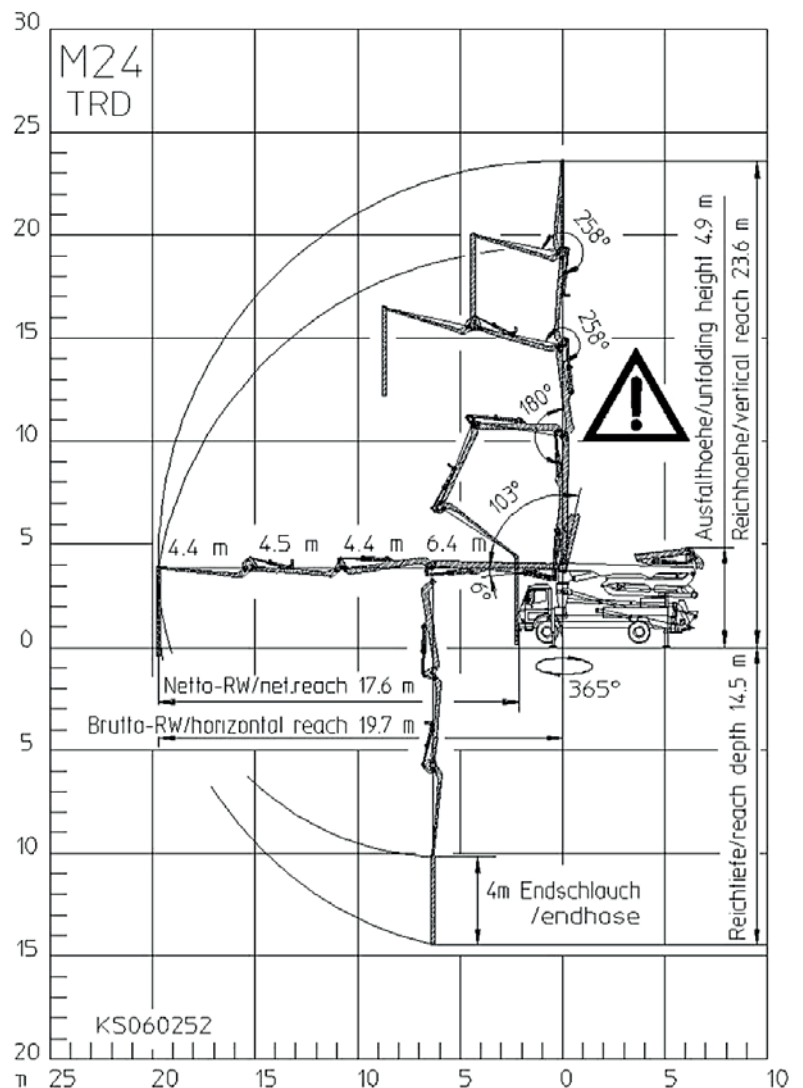 30
M24
TRD
25
20
15
10
5
0
5
10
15
20
258°
258°
180°
103°
6°
4.4 m 4.5 m 4.4 m 6.4 m
Ausfalthoehe/unfolding height 4.9 m
Reichhoehe/vertical reach 23.6 m
Netto-RW/net.reach 17.6 m
365°
Brutto-RW/horizontal reach 19.7 m
Reichtiefe/reach depth 14.5 m
4m Endschlauch
/endhose
KS060252
m 25 20 15 10 5 0 5 10